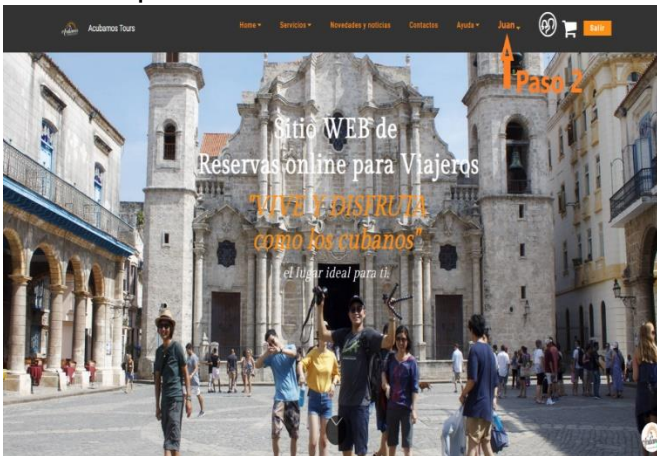 Acubamos Tours
Home
Servicios
Novedades y noticias
Contactos
Ayuda
Juan
Salir
Paso 2
Sitio WEB de
Reservas online para Viajeros
"VIVE Y DISFRUTA
como los cubanos"
el lugar ideal para ti.